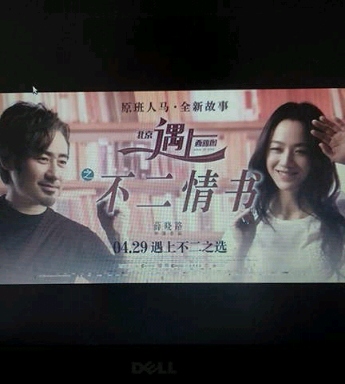 原班人马·全新故事
北京
遇上
西雅图
之
不二情书
薛晓路
04.29 遇上不二之选
DELL